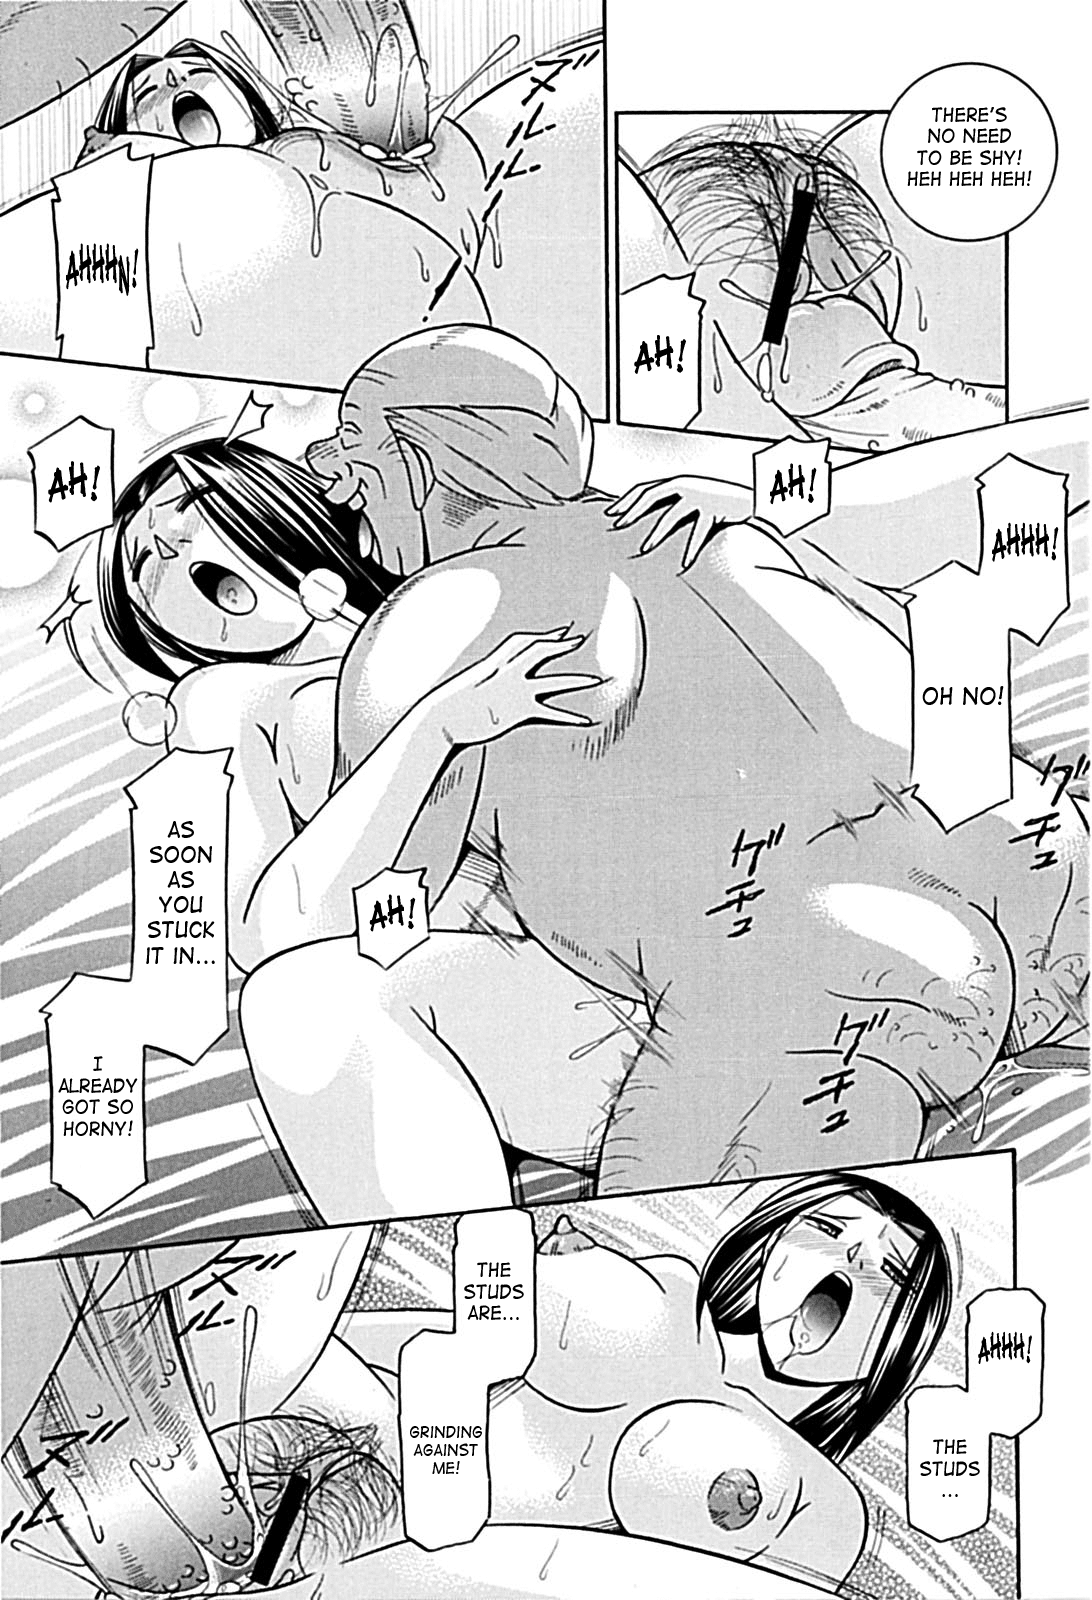 THERE'S
NO NEED
TO BE SHY!
HEH HEH HEH!
AH!
AHHHN!
AHHH!
OH NO!
AH!
AH!
AH!
AS
SOON
AS
YOU
STUCK
IT IN...
I
ALREADY
GOT SO
HORNY!
グ
チュ
グ
チュ
グ
チュ
AHHH!
THE
STUDS
...
THE
STUDS
ARE...
GRINDING
AGAINST
ME!